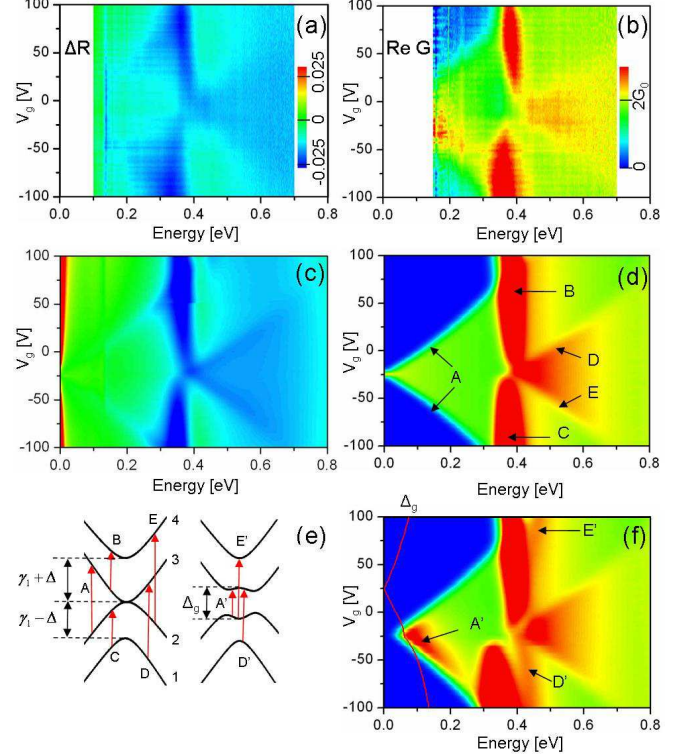 100 50 0 -50 -100
V_g [V]
ΔR
(a)
0.025 0 -0.025
0.0 0.2 0.4 0.6 0.8
Energy [eV]
100 50 0 -50 -100
V_g [V]
Re G
(b)
2G_0 0
0.0 0.2 0.4 0.6 0.8
Energy [eV]
100 50 0 -50 -100
V_g [V]
(c)
0.0 0.2 0.4 0.6 0.8
Energy [eV]
100 50 0 -50 -100
V_g [V]
(d)
B
D
A
E
C
0.0 0.2 0.4 0.6 0.8
Energy [eV]
(e)
B E 4
3
γ_1+Δ A
γ_1−Δ
2
C D 1
E'
Δ_g A'
D'
Δ_g
100 50 0 -50 -100
V_g [V]
(f)
E'
A'
D'
0.0 0.2 0.4 0.6 0.8
Energy [eV]